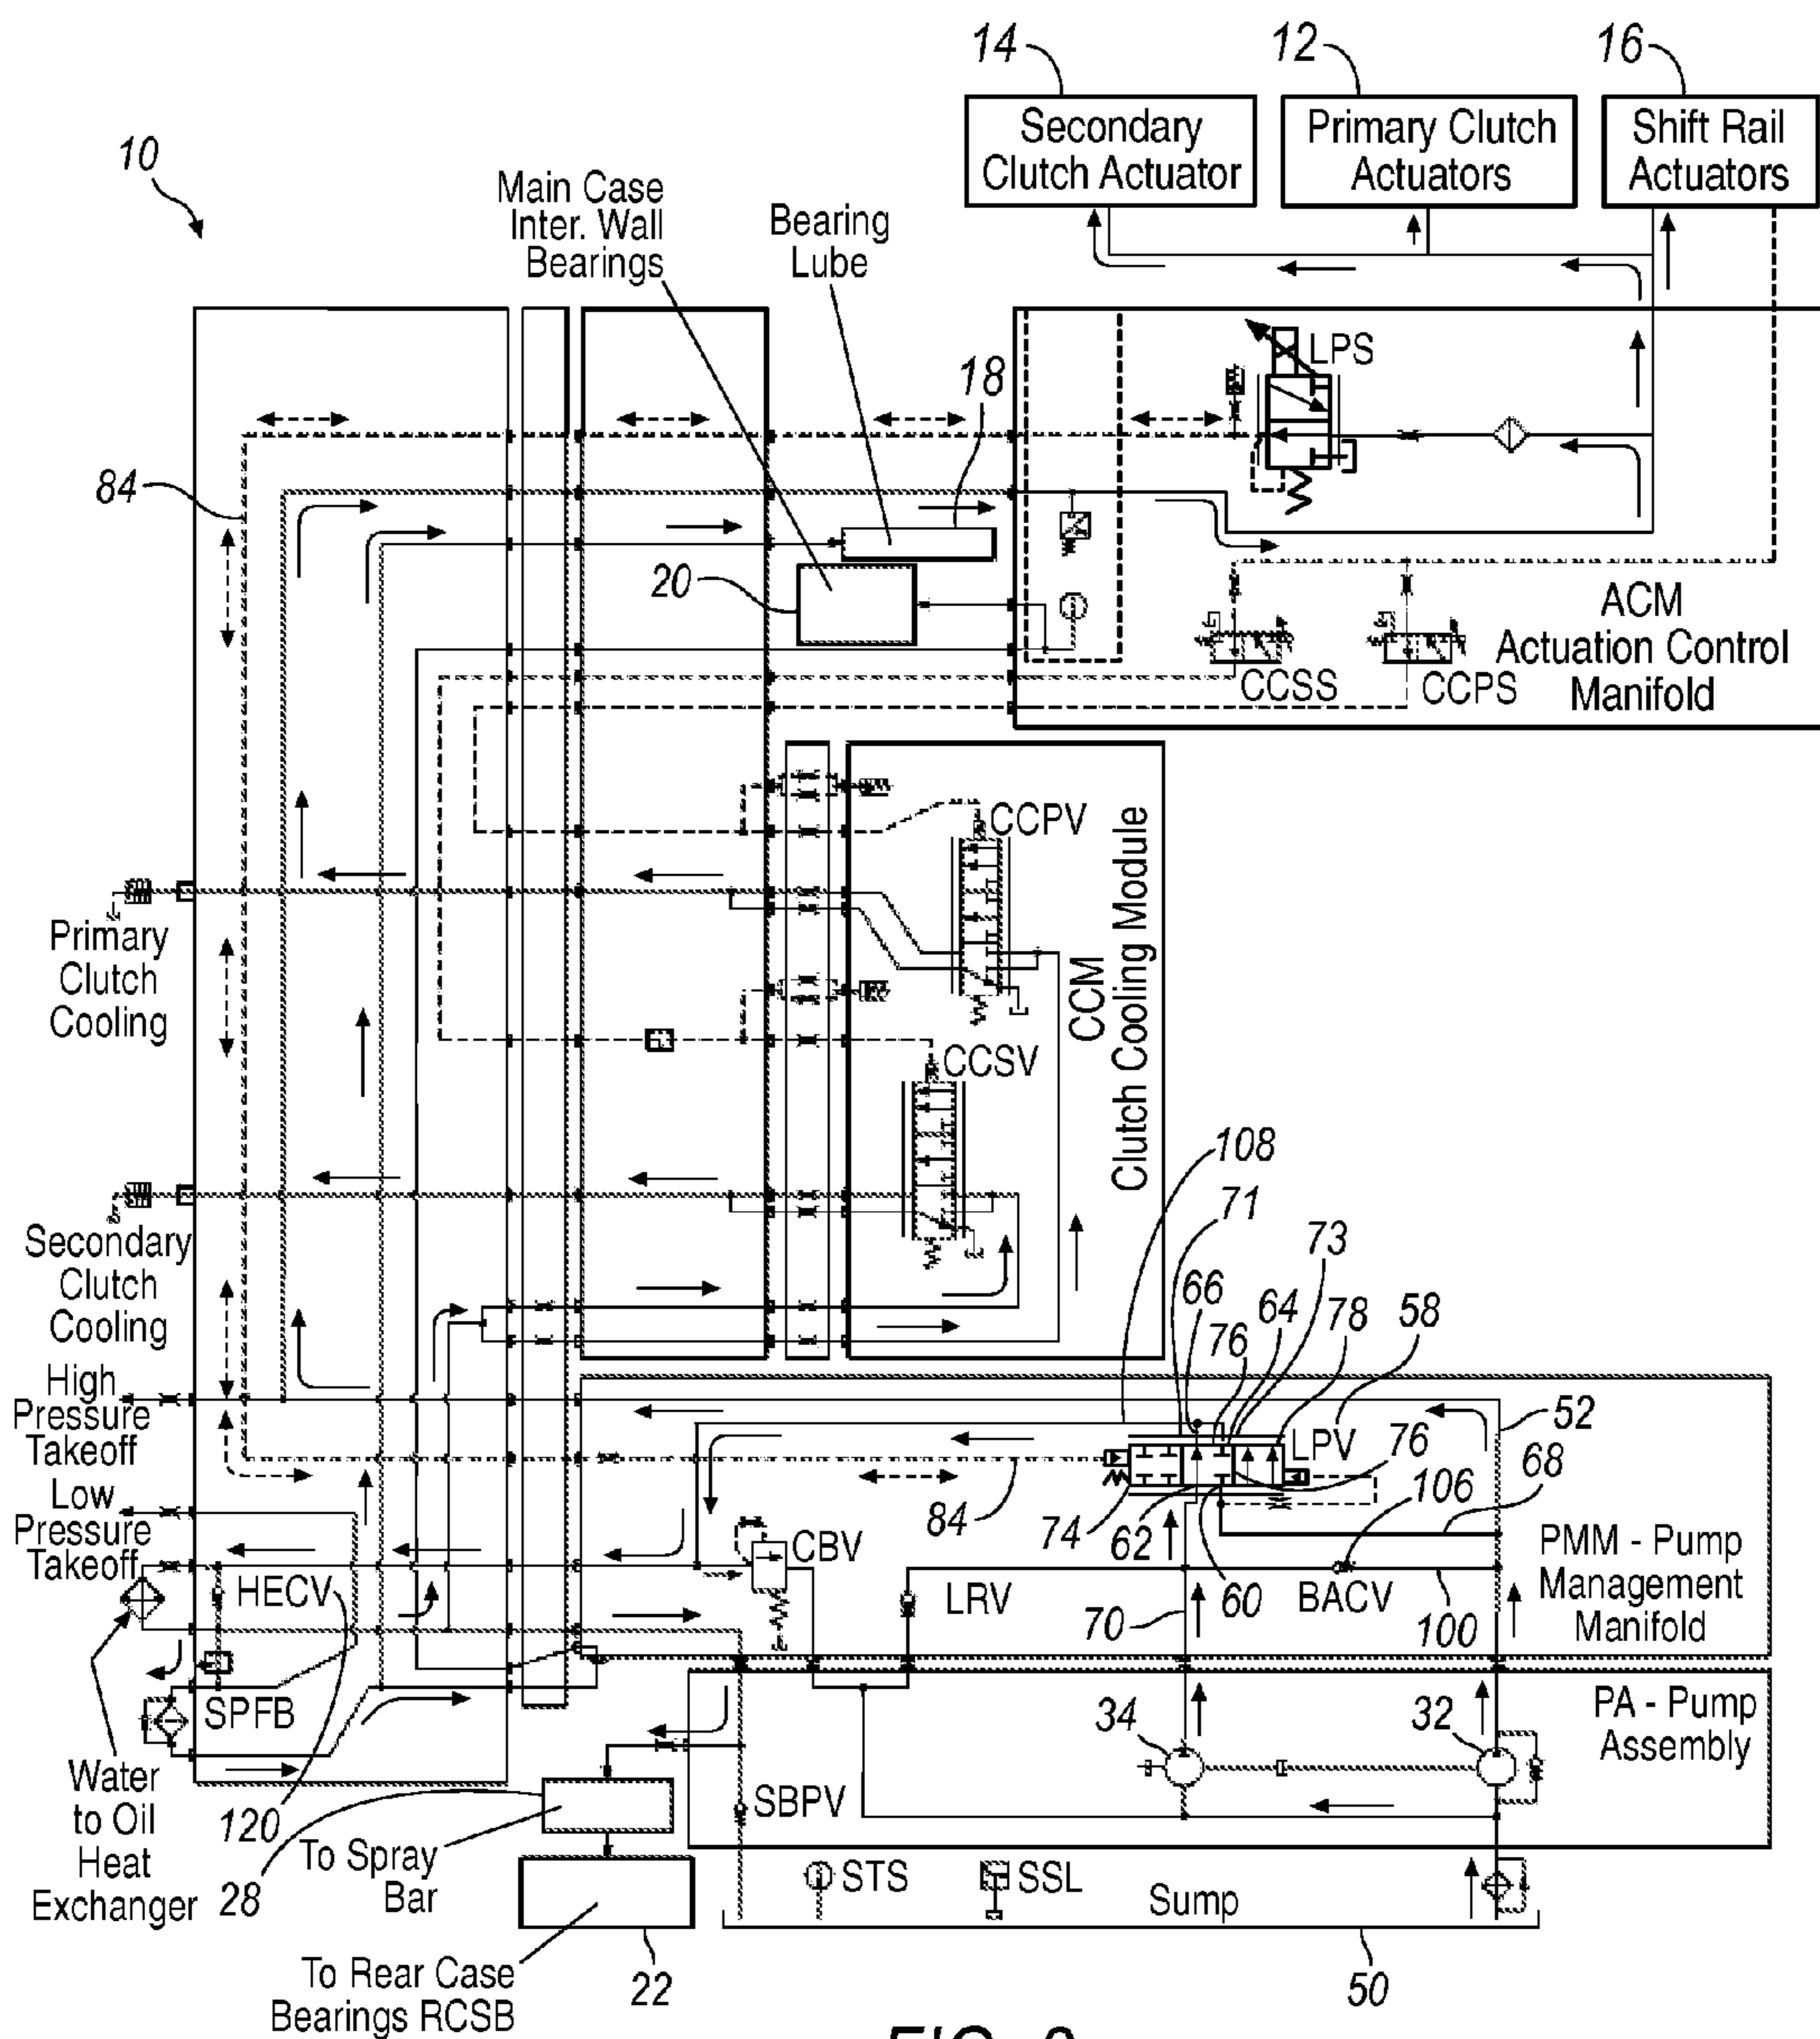 14
12
16
Secondary
Clutch Actuator
Primary Clutch
Actuators
Shift Rail
Actuators
10
Main Case
Inter. Wall
Bearings
Bearing
Lube
LPS
18
84
20
ACM
Actuation Control
Manifold
CCSS
CCPS
CCPV
CCM
Clutch Cooling Module
Primary
Clutch
Cooling
CCSV
108
71
73
Secondary
Clutch
Cooling
66
76
64
78
58
High
Pressure
Takeoff
52
LPV
76
68
Low
Pressure
Takeoff
84
74
62
60
106
CBV
LRV
BACV
PMM - Pump
Management
Manifold
HECV
70
100
SPFB
34
32
PA - Pump
Assembly
Water
to Oil
Heat
Exchanger
120
28
To Spray
Bar
SBPV
STS
SSL
Sump
To Rear Case
Bearings RCSB
22
50